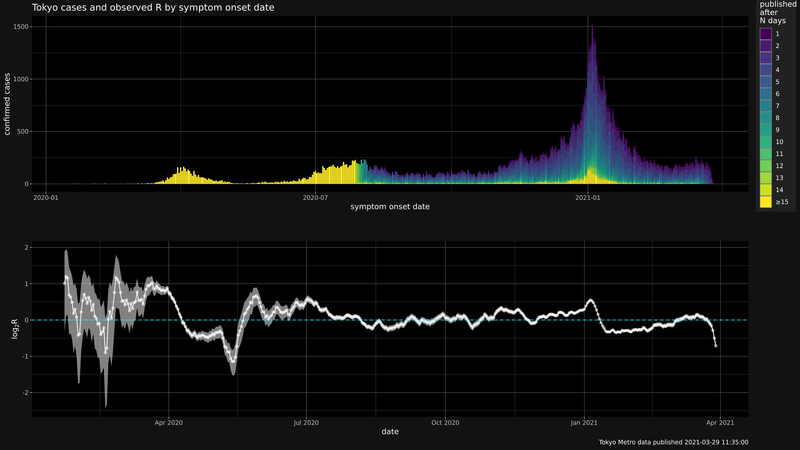 Tokyo cases and observed R by symptom onset date
published
after
N days
1
2
3
4
5
6
7
8
9
10
11
12
13
14
≥15
1500
1000
500
0
confirmed cases
2020-01
2020-07
2021-01
symptom onset date
2
1
0
-1
-2
log₂R
Apr 2020
Jul 2020
Oct 2020
Jan 2021
Apr 2021
date
Tokyo Metro data published 2021-03-29 11:35:00